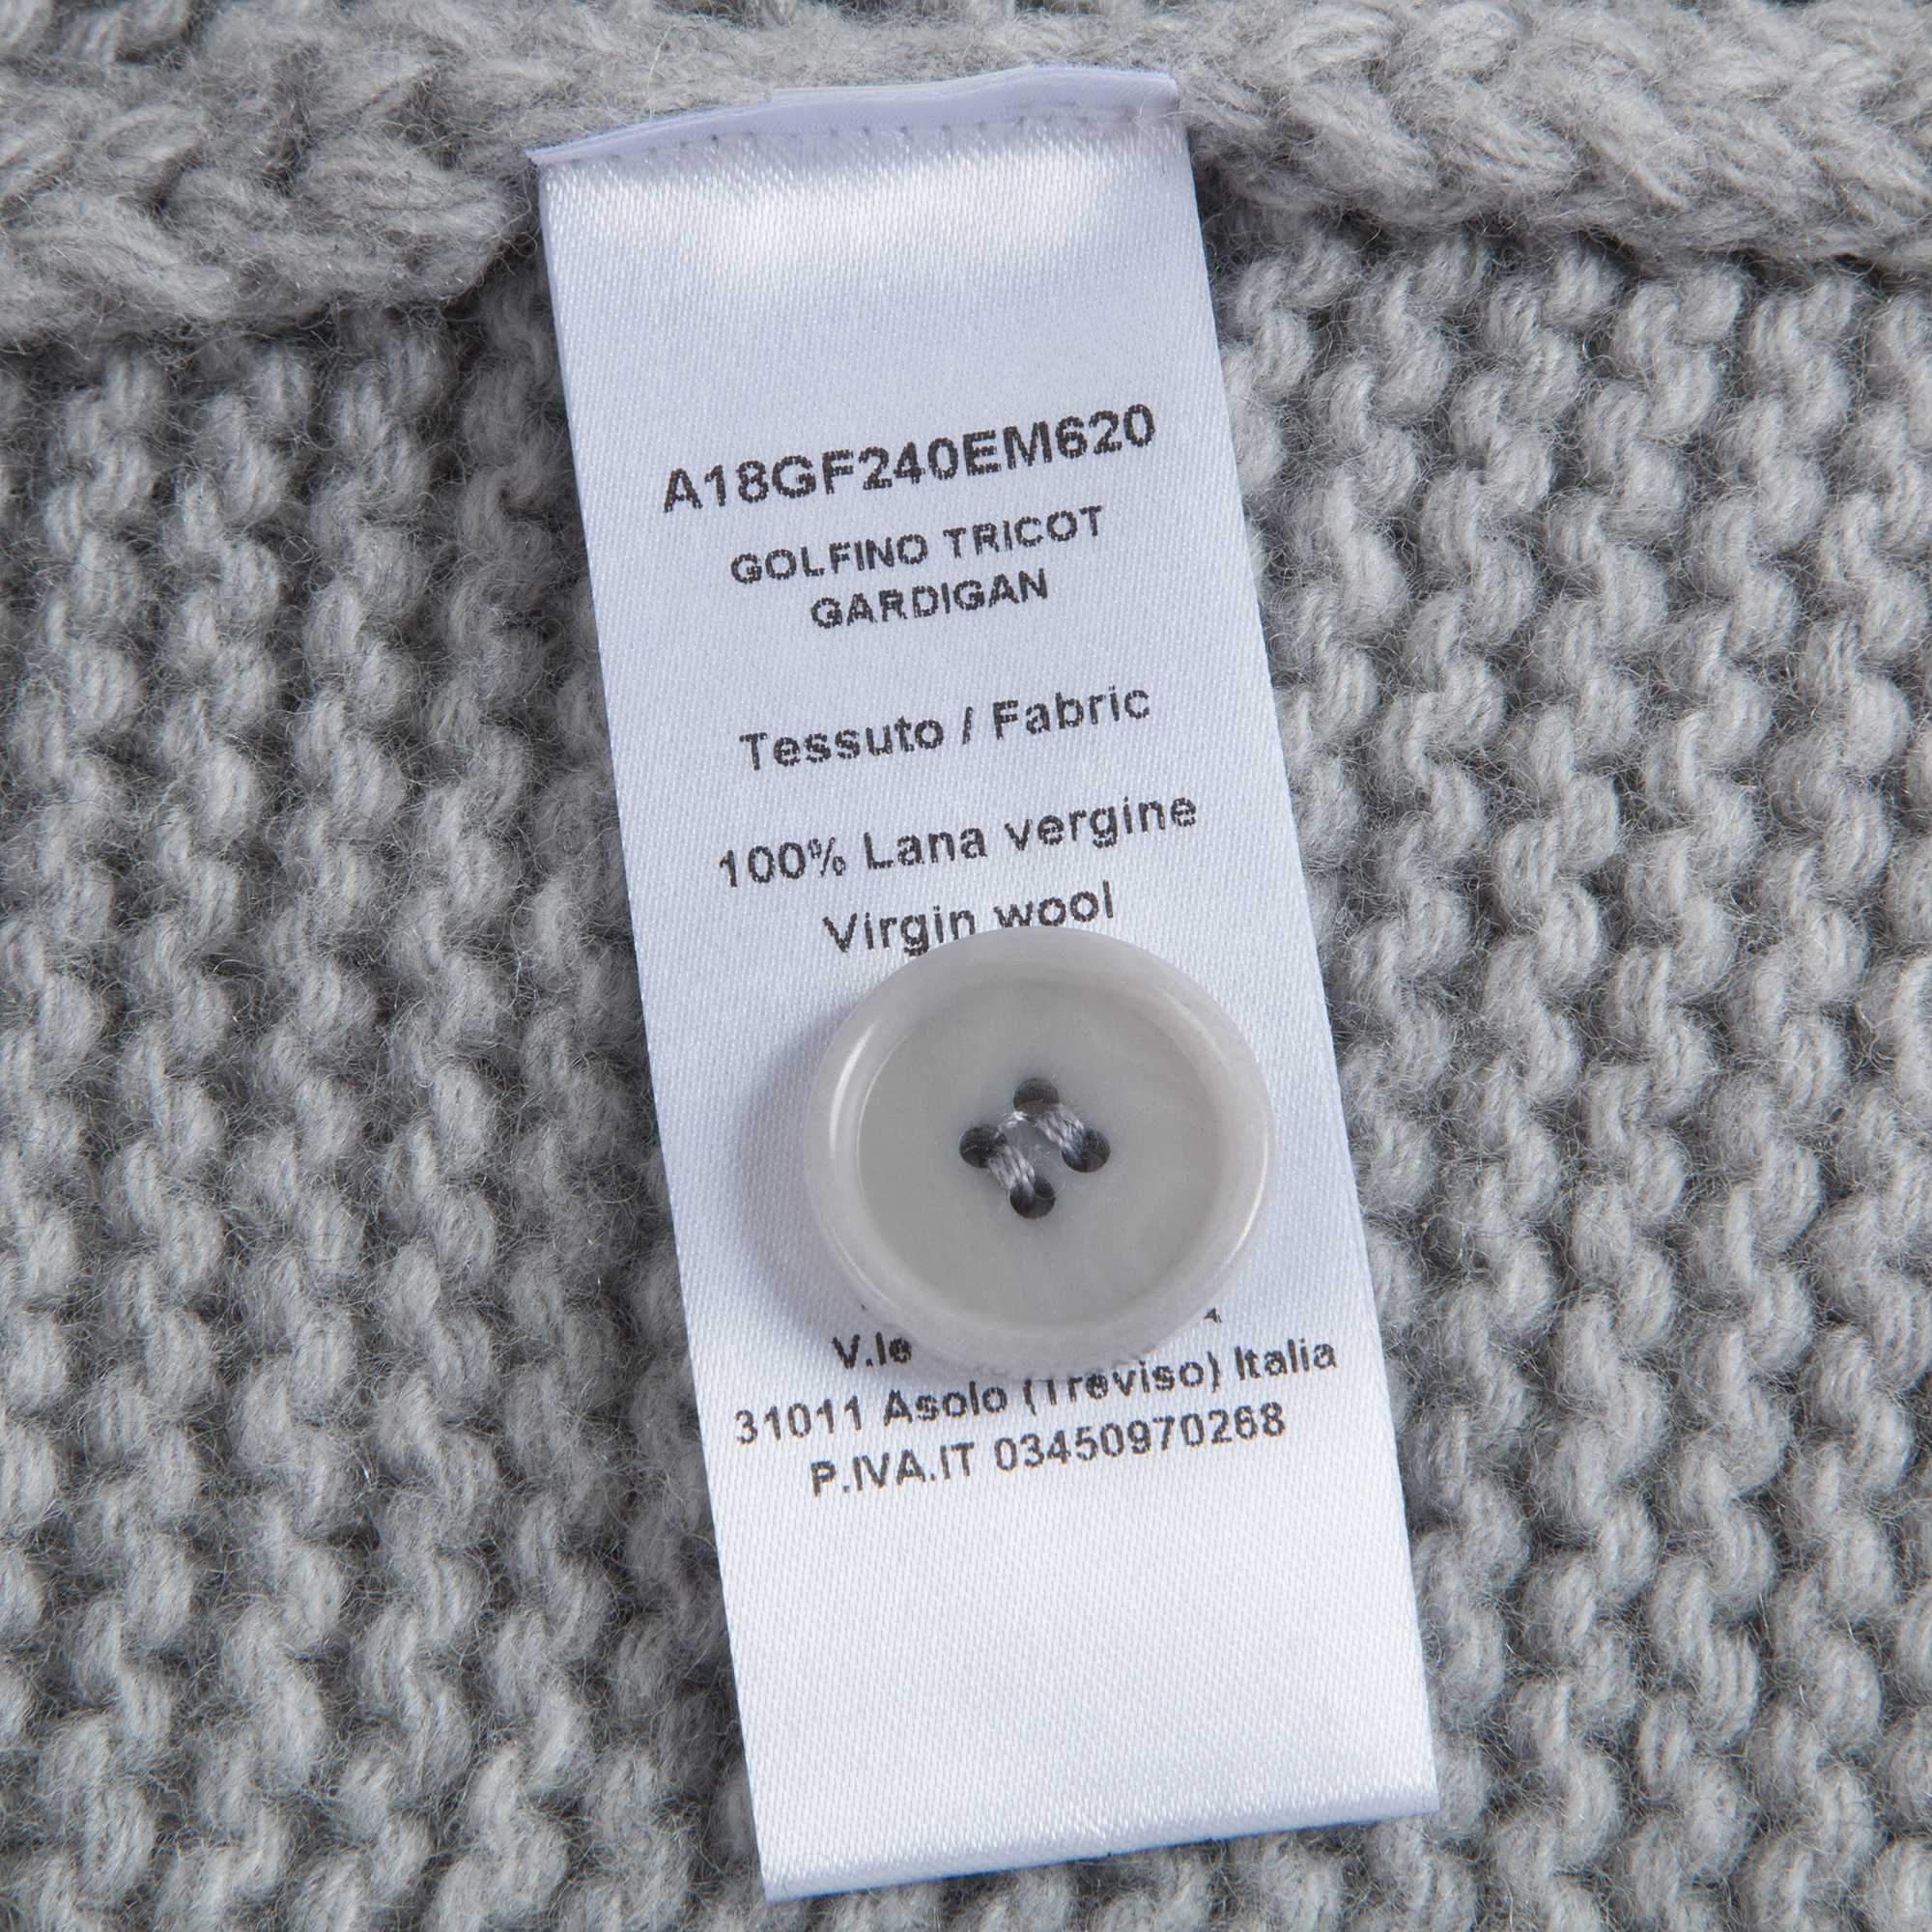 A18GF240EM620
GOLFINO TRICOT
GARDIGAN
Tessuto / Fabric
100% Lana vergine
Virgin wool
V.le
31011 Asolo (Treviso) Italia
P.IVA.IT 03450970268